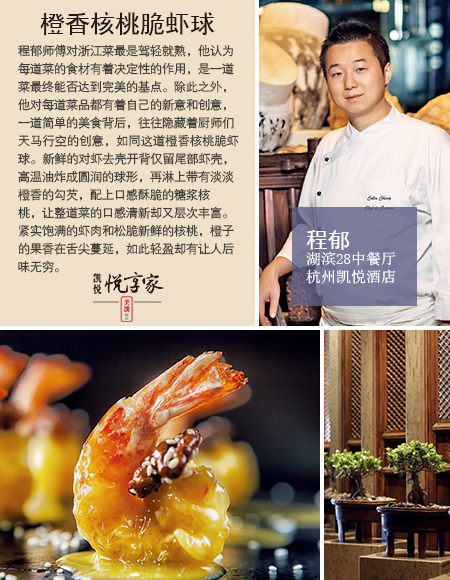 橙香核桃脆虾球
程郁师傅对浙江菜最是驾轻就熟，他认为
每道菜的食材有着决定性的作用，是一道
菜最终能否达到完美的基点。除此之外，
他对每道菜品都有着自己的新意和创意，
一道简单的美食背后，往往隐藏着厨师们
天马行空的创意，如同这道橙香核桃脆虾
球。新鲜的对虾去壳开背仅留尾部虾壳，
高温油炸成圆润的球形，再淋上带有淡淡
橙香的勾芡，配上口感酥脆的糖浆核
桃，让整道菜的口感清新却又层次丰富。
紧实饱满的虾肉和松脆新鲜的核桃，橙子
的果香在舌尖蔓延，如此轻盈却有让人后
味无穷。
凯悦
悦享家
美馔
程郁
湖滨28中餐厅
杭州凯悦酒店